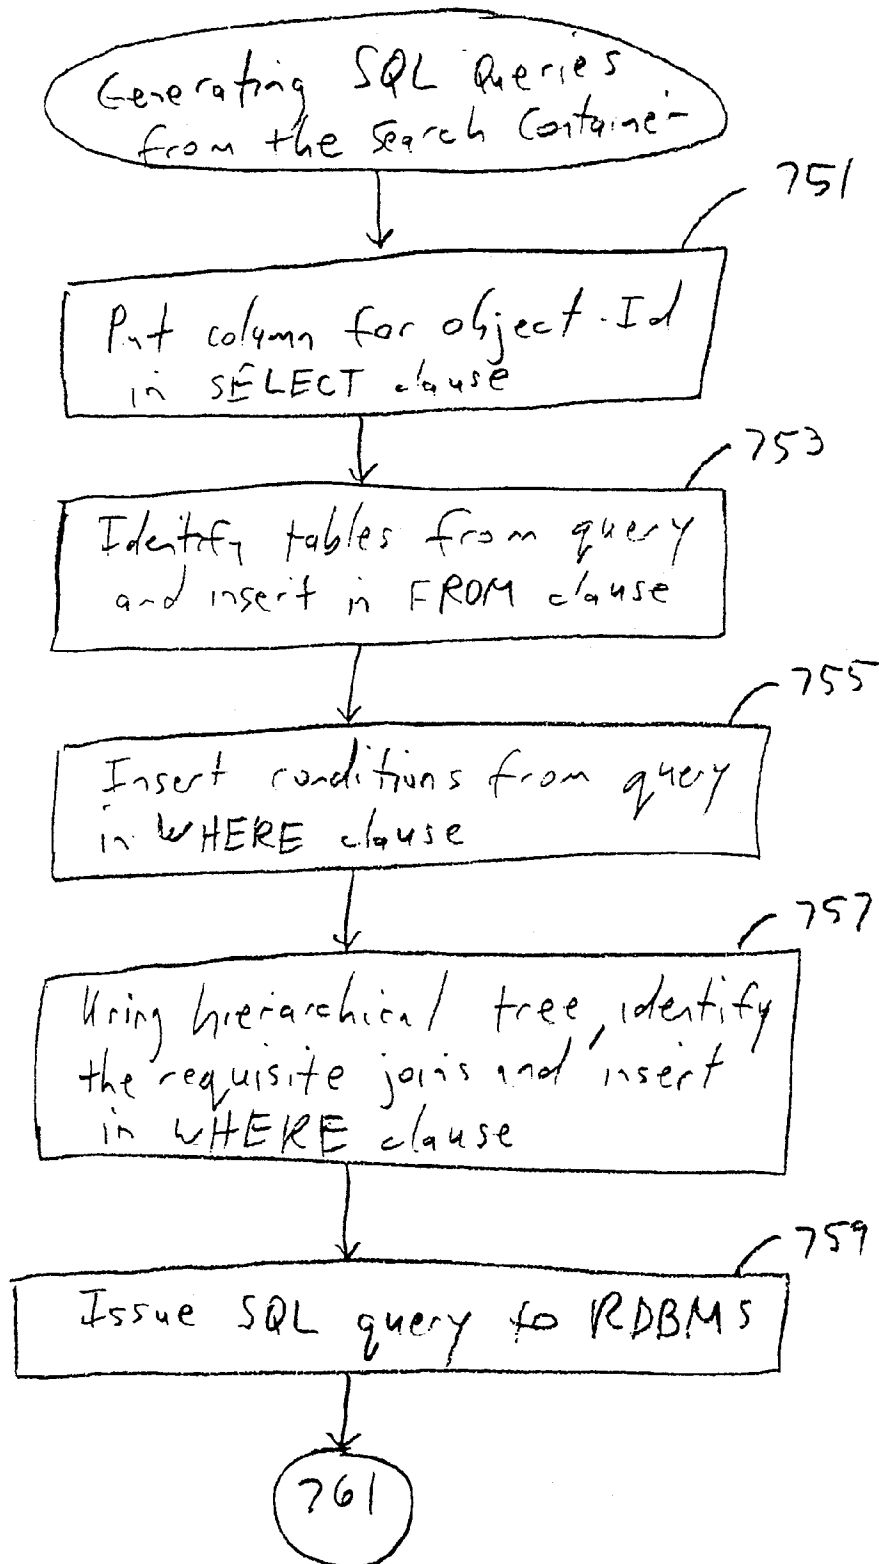 Generating SQL Queries
from the Search Container
751
Put column for object Id
in SELECT clause
753
Identify tables from query
and insert in FROM clause
755
Insert conditions from query
in WHERE clause
757
Using hierarchical tree, identify
the requisite joins and insert
in WHERE clause
759
Issue SQL query to RDBMS
761